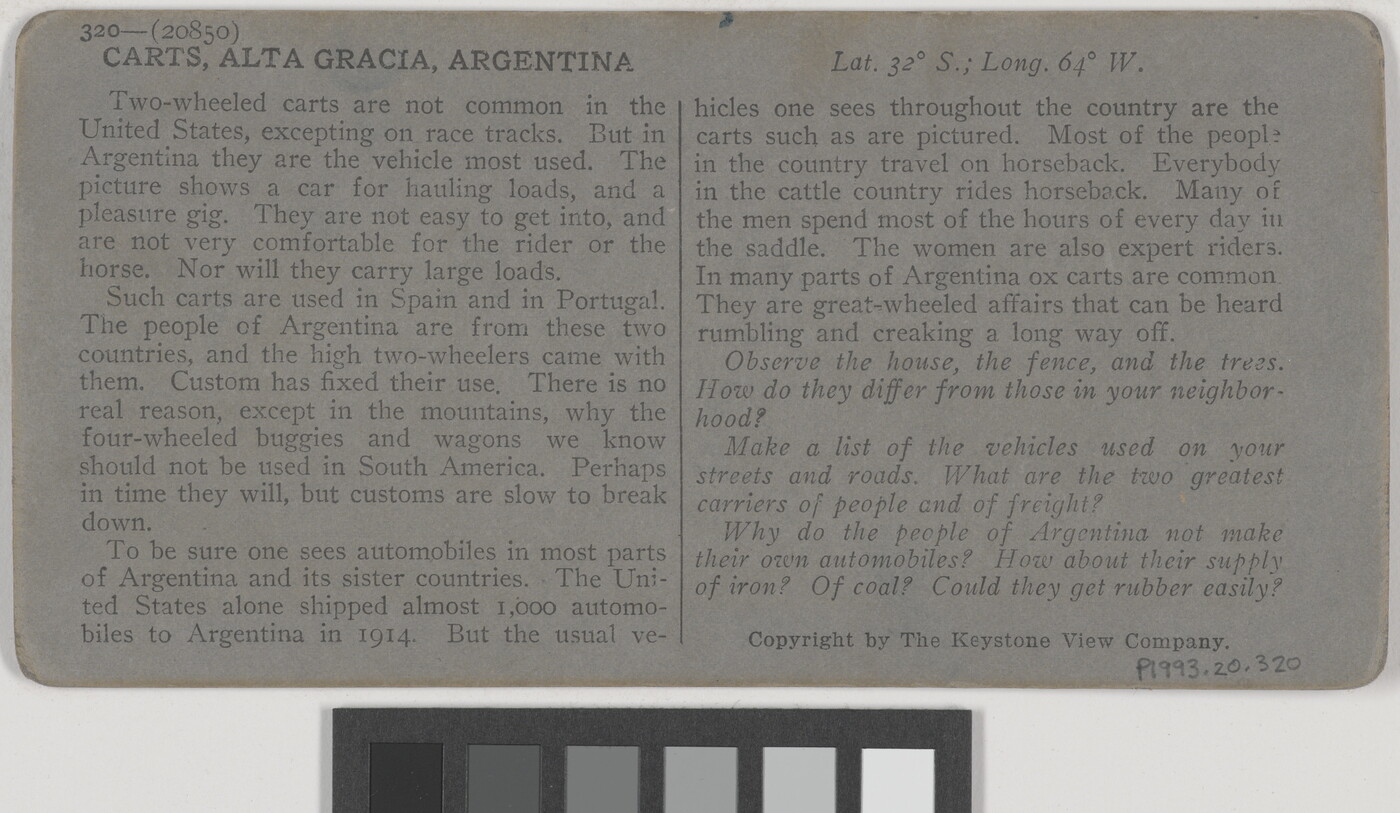 320—(20850)
CARTS, ALTA GRACIA, ARGENTINA
Lat. 32° S.; Long. 64° W.
Two-wheeled carts are not common in the
United States, excepting on race tracks. But in
Argentina they are the vehicle most used. The
picture shows a car for hauling loads, and a
pleasure gig. They are not easy to get into, and
are not very comfortable for the rider or the
horse. Nor will they carry large loads.
Such carts are used in Spain and in Portugal.
The people of Argentina are from these two
countries, and the high two-wheelers came with
them. Custom has fixed their use. There is no
real reason, except in the mountains, why the
four-wheeled buggies and wagons we know
should not be used in South America. Perhaps
in time they will, but customs are slow to break
down.
To be sure one sees automobiles in most parts
of Argentina and its sister countries. The Uni-
ted States alone shipped almost 1,000 automo-
biles to Argentina in 1914. But the usual ve-
hicles one sees throughout the country are the
carts such as are pictured. Most of the people
in the country travel on horseback. Everybody
in the cattle country rides horseback. Many of
the men spend most of the hours of every day in
the saddle. The women are also expert riders.
In many parts of Argentina ox carts are common.
They are great-wheeled affairs that can be heard
rumbling and creaking a long way off.
Observe the house, the fence, and the trees.
How do they differ from those in your neighbor-
hood?
Make a list of the vehicles used on your
streets and roads. What are the two greatest
carriers of people and of freight?
Why do the people of Argentina not make
their own automobiles? How about their supply
of iron? Of coal? Could they get rubber easily?
Copyright by The Keystone View Company.
P1993.20.320